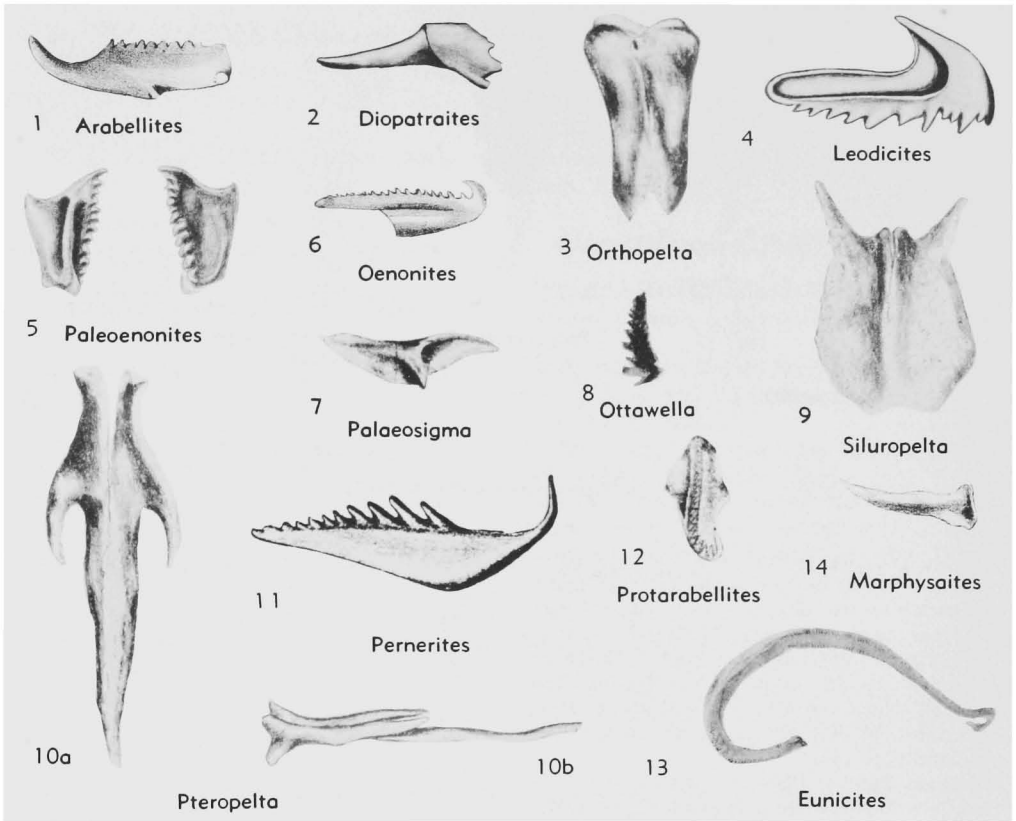 1 Arabellites
2 Diopatraites
3 Orthopelta
4 Leodicites
5 Paleoenonites
6 Oenonites
7 Palaeosigma
8 Ottawella
9 Siluropelta
10a
10b
Pteropelta
11 Pernerites
12 Protarabellites
14 Marphysaites
13 Eunicites